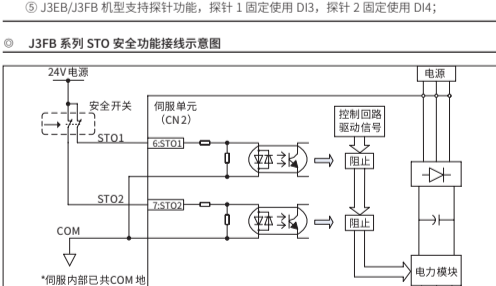 ⑤ J3EB/J3FB 机型支持探针功能，探针 1 固定使用 DI3，探针 2 固定使用 DI4；
◎ J3FB 系列 STO 安全功能接线示意图
24V 电源
电源
安全开关
伺服单元
（CN2）
控制回路
驱动信号
STO1
6:STO1
阻止
STO2
7:STO2
阻止
COM
电力模块
*伺服内部已共COM 地